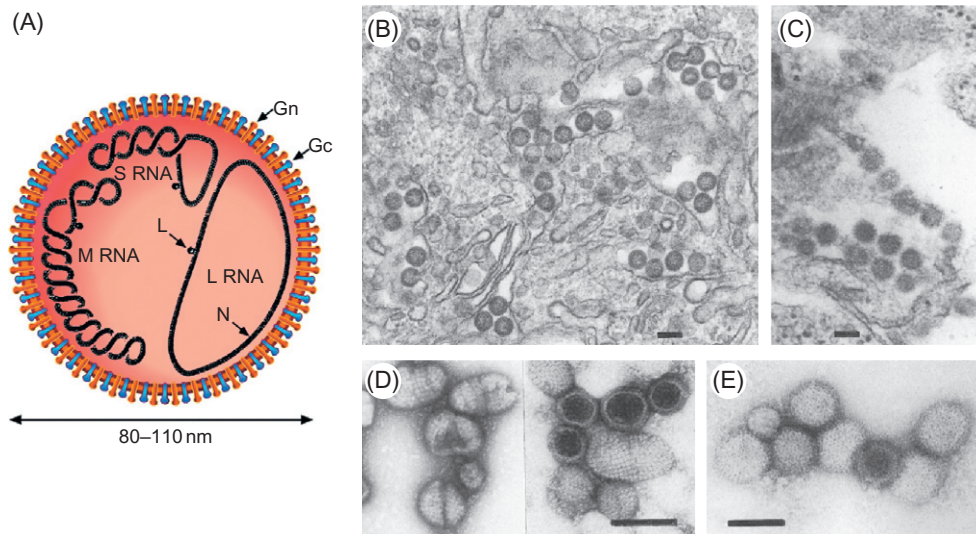 (A)
Gn
Gc
S RNA
L
M RNA
L RNA
N
80–110 nm
(B)
(C)
(D)
(E)